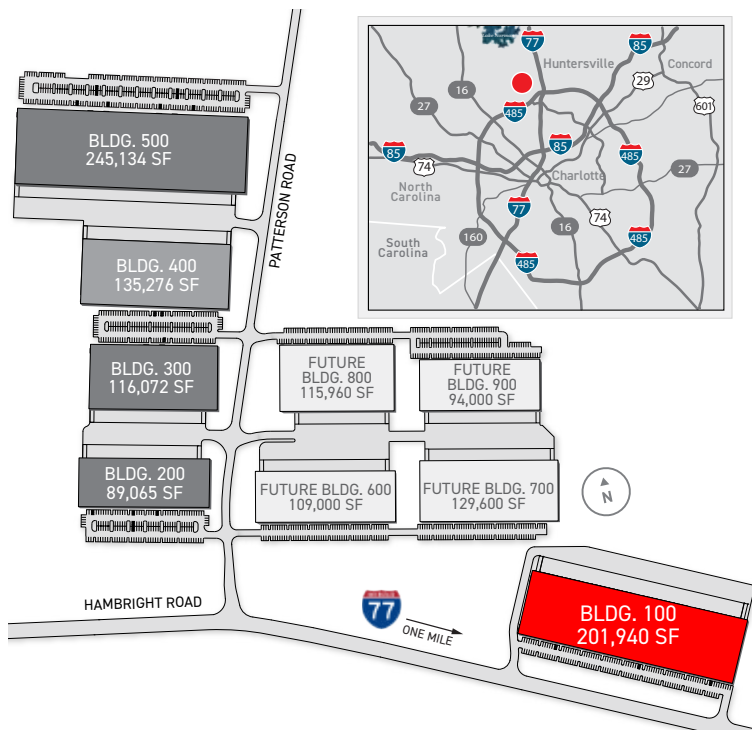 BLDG. 500
245,134 SF
PATTERSON ROAD
BLDG. 400
135,276 SF
BLDG. 300
116,072 SF
BLDG. 200
89,065 SF
FUTURE
BLDG. 800
115,960 SF
FUTURE
BLDG. 900
94,000 SF
FUTURE BLDG. 600
109,000 SF
FUTURE BLDG. 700
129,600 SF
N
HAMBRIGHT ROAD
77
ONE MILE
BLDG. 100
201,940 SF
77
85
Huntersville
Concord
29
16
27
485
601
85
85
74
485
27
Charlotte
North
Carolina
77
74
160
16
South
Carolina
485
485